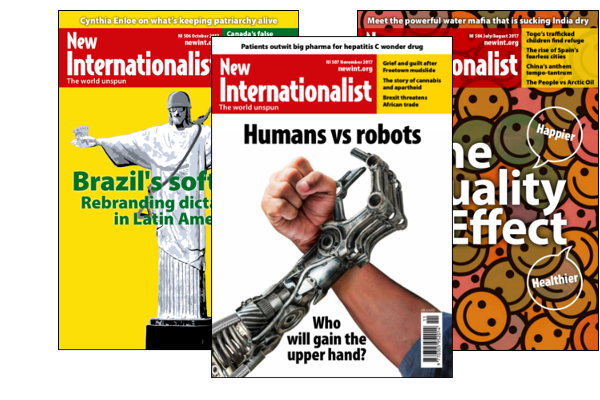 Cynthia Enloe on what's keeping patriarchy alive
New
Internationalist
The world unspun
NI 506 October
Canada's false
Brazil's
Rebranding
in Latin
Patients outwit big pharma for hepatitis C wonder drug
New
Internationalist
The world unspun
NI 507 November 2017
newint.org
Grief and guilt after
Freetown mudslide
The story of cannabis
and apartheid
Brexit threatens
African trade
Humans vs robots
Who
will gain the
upper hand?
Meet the powerful water mafia that is sucking India dry
NI 504 July/August 2017
newint.org
Togo's trafficked
children find refuge
The rise of Spain's
fearless cities
China's anthem
tempo-tantrum
The People vs Arctic Oil
Happier
Effect
Healthier